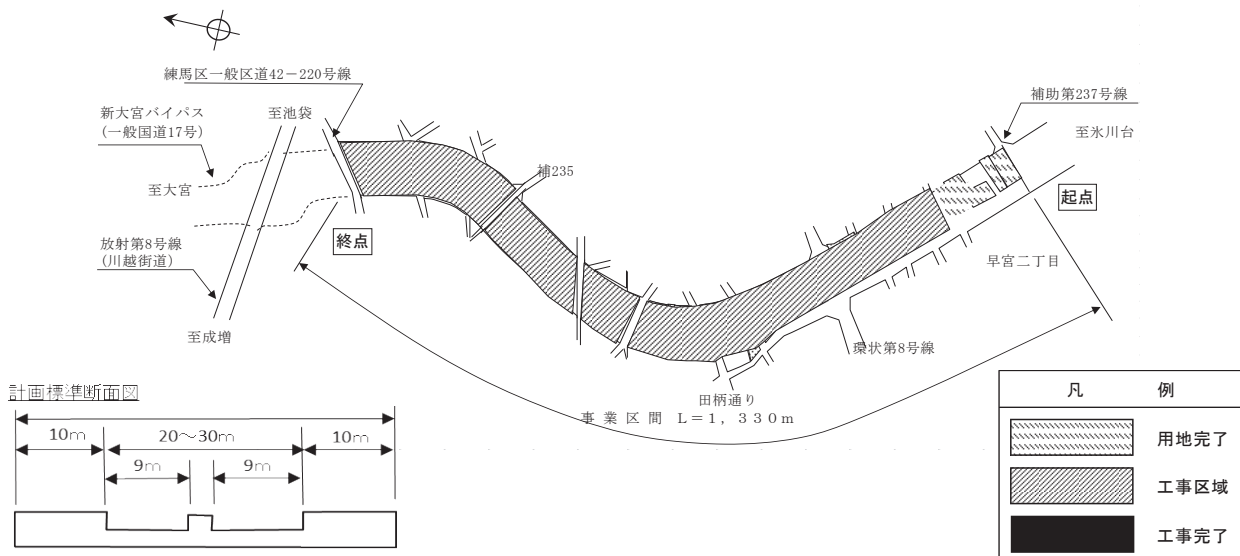 練馬区一般区道42－220号線
新大宮バイパス
(一般国道17号)
至池袋
至大宮
放射第8号線
(川越街道)
至成増
終点
補235
補助第237号線
至氷川台
起点
早宮二丁目
環状第8号線
田柄通り
事業区間 L＝1，330m
計画標準断面図
10m
20～30m
10m
9m
9m
凡 例
用地完了
工事区域
工事完了